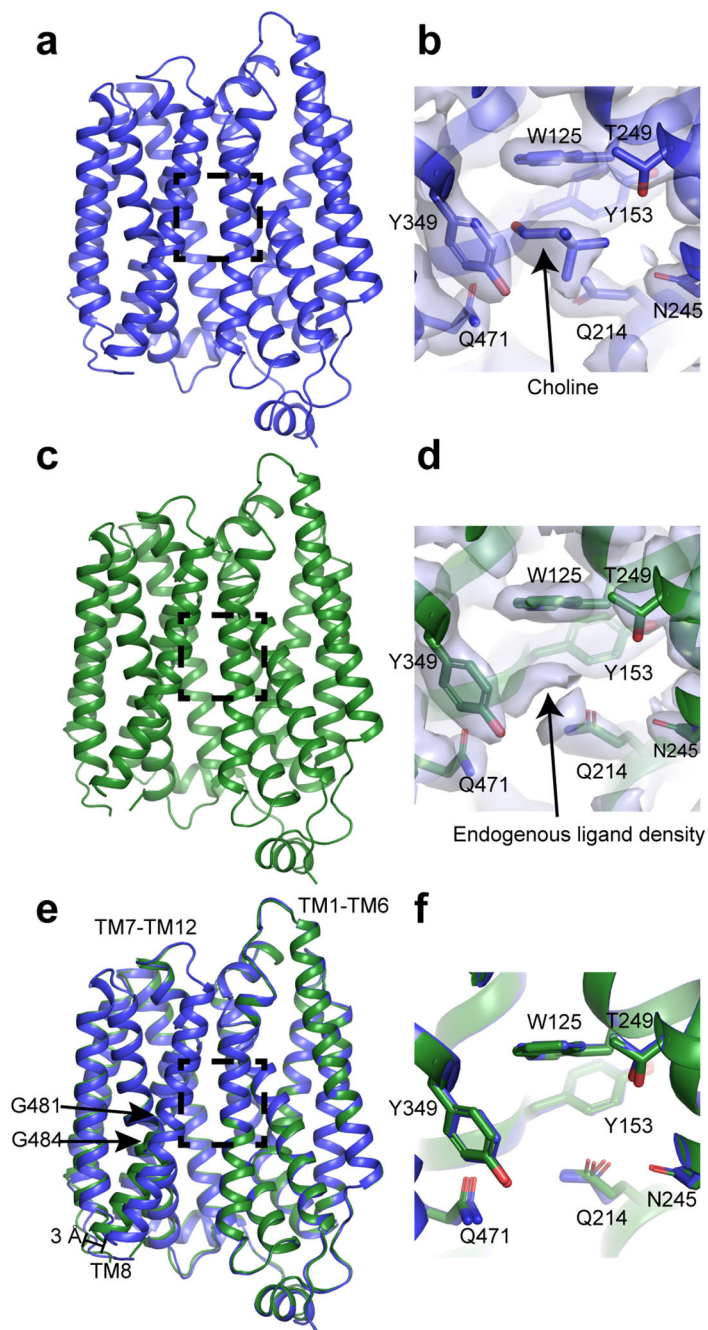 a
b
W125
T249
Y349
Y153
Q471
Q214
N245
Choline
c
d
W125
T249
Y349
Y153
Q471
Q214
N245
Endogenous ligand density
e
TM7-TM12
TM1-TM6
G481
G484
3 Å
TM8
f
W125
T249
Y349
Y153
Q471
Q214
N245